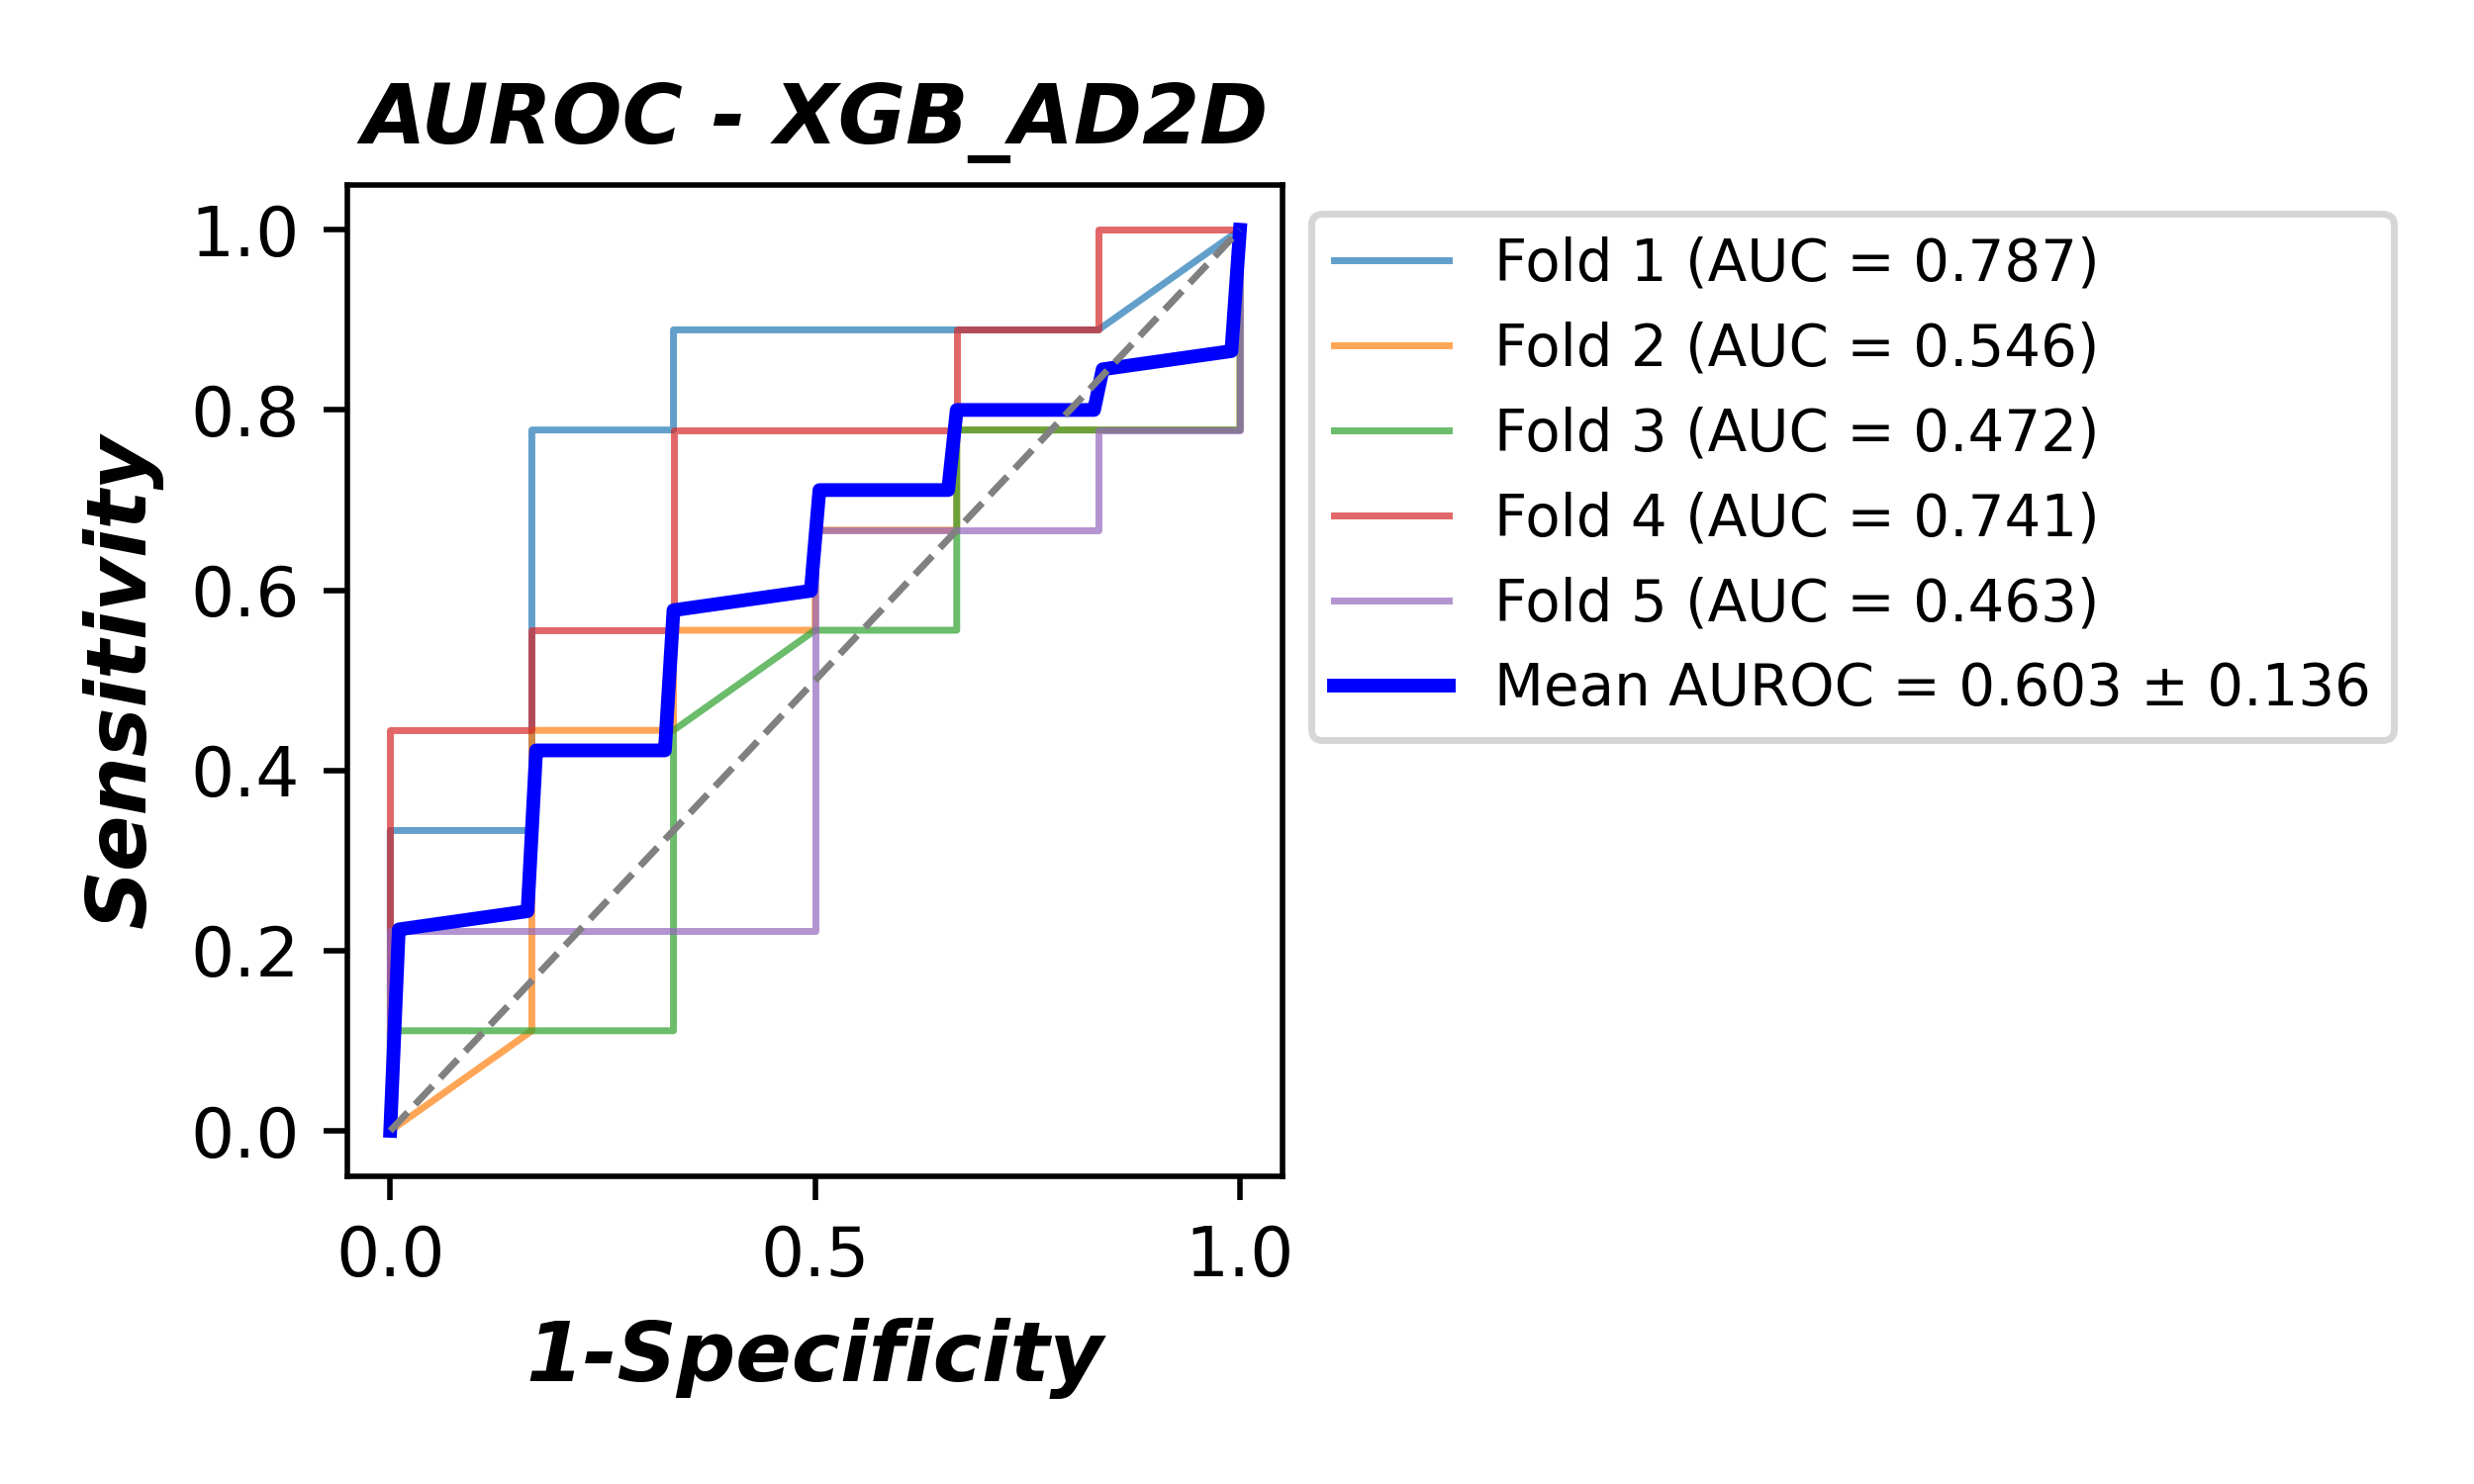 AUROC - XGB_AD2D
Sensitivity
1.0
0.8
0.6
0.4
0.2
0.0
0.0 0.5 1.0
1-Specificity
Fold 1 (AUC = 0.787)
Fold 2 (AUC = 0.546)
Fold 3 (AUC = 0.472)
Fold 4 (AUC = 0.741)
Fold 5 (AUC = 0.463)
Mean AUROC = 0.603 ± 0.136